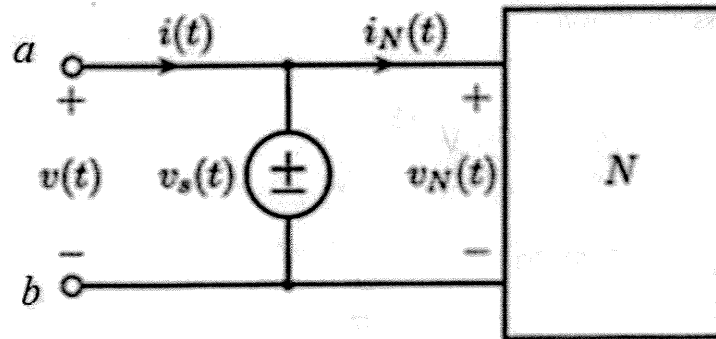 a i(t) i_N(t)
+ +
v(t) v_s(t) ± v_N(t) N
− −
b